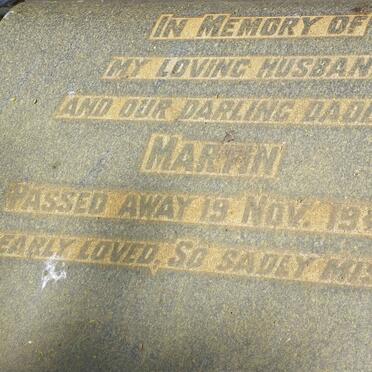 IN MEMORY OF
MY LOVING HUSBAN
AND OUR DARLING DADD
MARTIN
PASSED AWAY 19 NOV. 19
EARLY LOVED, SO SADLY MIS